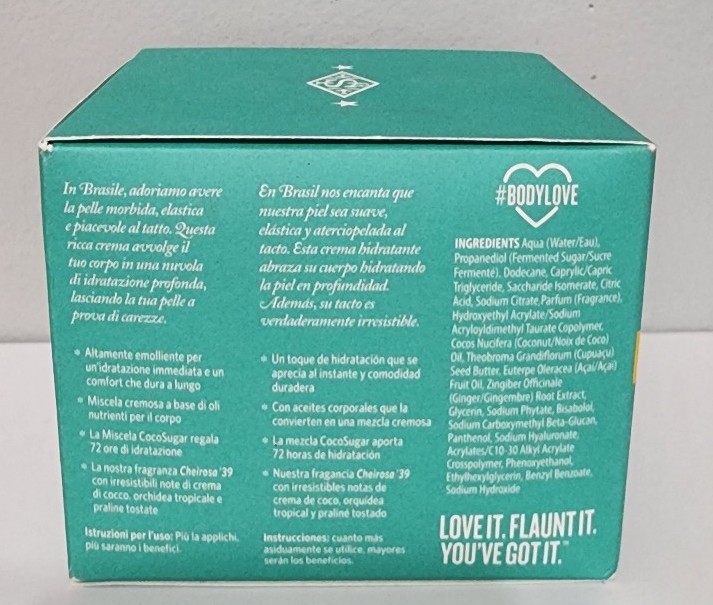 In Brasile, adoriamo avere
la pelle morbida, elastica
e piacevole al tatto. Questa
ricca crema avvolge il
tuo corpo in una nuvola
di idratazione profonda,
lasciando la tua pelle a
prova di carezze.
• Altamente emolliente per
un'idratazione immediata e un
comfort che dura a lungo
• Miscela cremosa a base di oli
nutrienti per il corpo
• La Miscela CocoSugar regala
72 ore di idratazione
• La nostra fragranza Cheirosa '39
con irresistibili note di crema
di cocco, orchidea tropicale e
praline tostate
Istruzioni per l'uso: Più la applichi,
più saranno i benefici.
En Brasil nos encanta que
nuestra piel sea suave,
elástica y aterciopelada al
tacto. Esta crema hidratante
abraza su cuerpo hidratando
la piel en profundidad.
Además, su tacto es
verdaderamente irresistible.
• Un toque de hidratación que se
aprecia al instante y comodidad
duradera
• Con aceites corporales que la
convierten en una mezcla cremosa
• La mezcla CocoSugar aporta
72 horas de hidratación
• Nuestra fragancia Cheirosa '39
con irresistibles notas de
crema de coco, orquídea
tropical y praliné tostado
Instrucciones: cuanto más
asiduamente se utilice, mayores
serán los beneficios.
#BODYLOVE
INGREDIENTS Aqua (Water/Eau),
Propanediol (Fermented Sugar/Sucre
Fermenté), Dodecane, Caprylic/Capric
Triglyceride, Saccharide Isomerate, Citric
Acid, Sodium Citrate, Parfum (Fragrance),
Hydroxyethyl Acrylate/Sodium
Acryloyldimethyl Taurate Copolymer,
Cocos Nucifera (Coconut/Noix de Coco)
Oil, Theobroma Grandiflorum (Cupuaçu)
Seed Butter, Euterpe Oleracea (Açaí/Açaï)
Fruit Oil, Zingiber Officinale
(Ginger/Gingembre) Root Extract,
Glycerin, Sodium Phytate, Bisabolol,
Sodium Carboxymethyl Beta-Glucan,
Panthenol, Sodium Hyaluronate,
Acrylates/C10-30 Alkyl Acrylate
Crosspolymer, Phenoxyethanol,
Ethylhexylglycerin, Benzyl Benzoate,
Sodium Hydroxide
LOVE IT. FLAUNT IT.
YOU'VE GOT IT.™